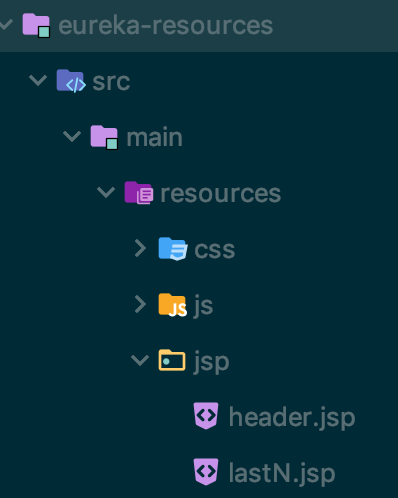 eureka-resources
src
main
resources
css
js
jsp
header.jsp
lastN.jsp